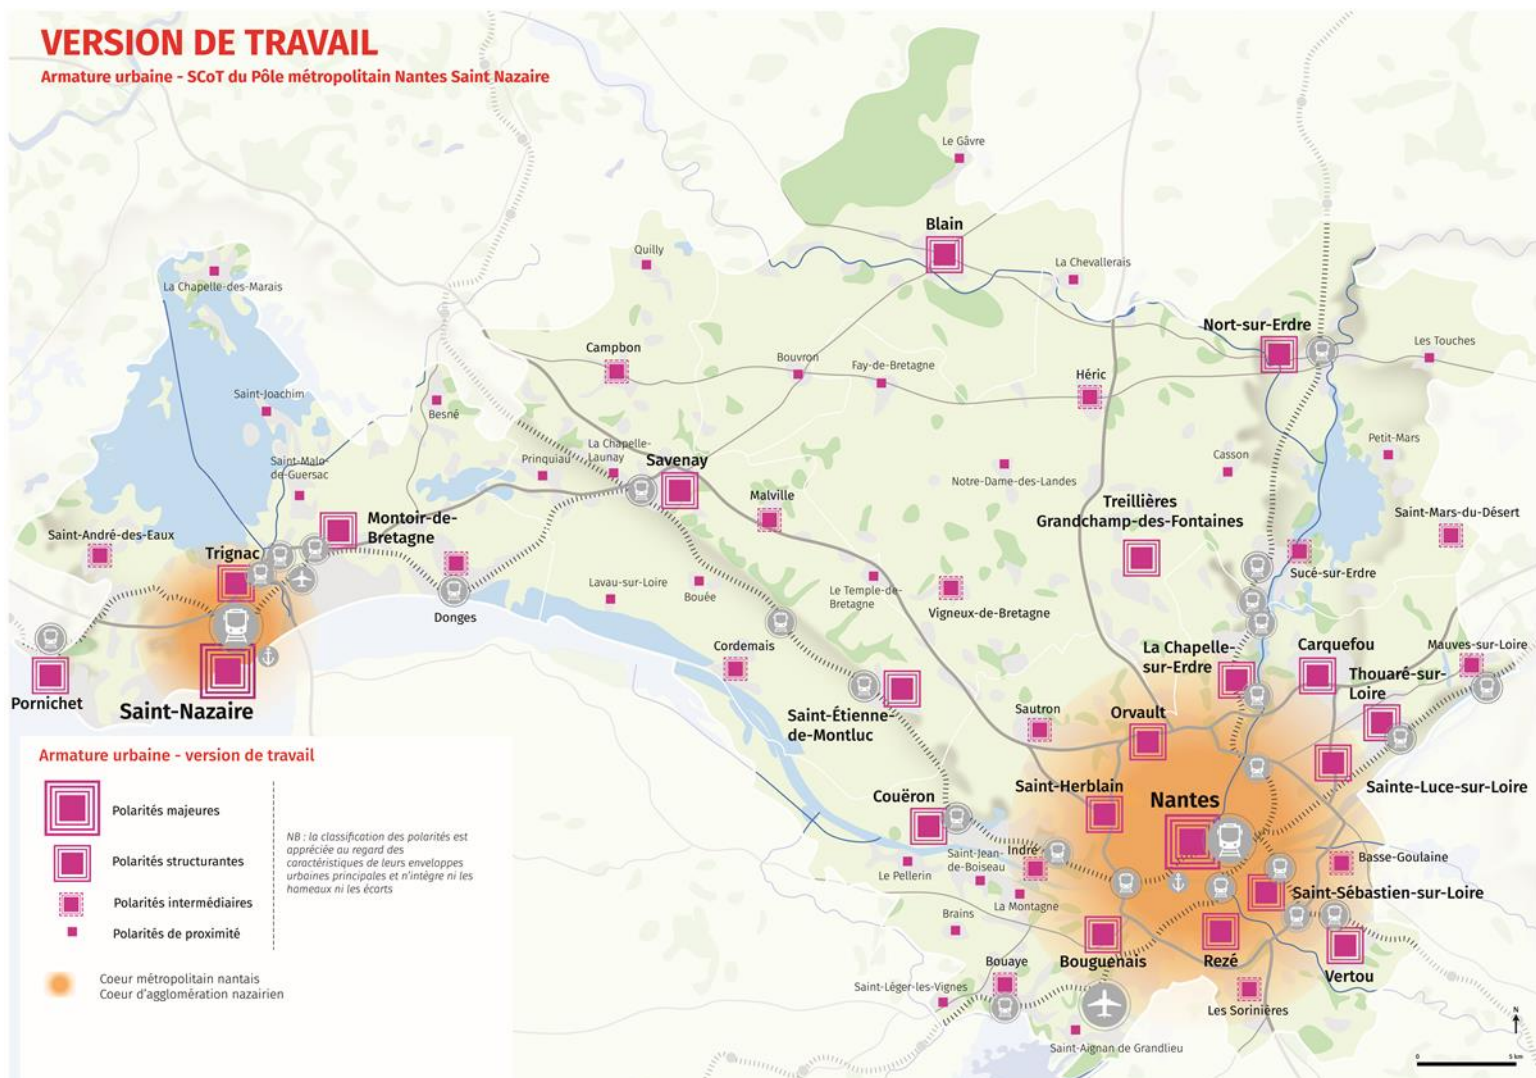 VERSION DE TRAVAIL
Armature urbaine - SCoT du Pôle métropolitain Nantes Saint Nazaire
Le Gâvre
Blain
Quilly
La Chevallerais
La Chapelle-des-Marais
Nort-sur-Erdre
Les Touches
Campbon
Bouvron
Fay-de-Bretagne
Héric
Saint-Joachim
Besné
Petit-Mars
La Chapelle-
Launay
Prinquiau
Savenay
Casson
Saint-Malo-
de-Guersac
Notre-Dame-des-Landes
Malville
Treillières
Grandchamp-des-Fontaines
Saint-Mars-du-Désert
Montoir-de-
Bretagne
Saint-André-des-Eaux
Trignac
Sucé-sur-Erdre
Lavau-sur-Loire
Bouée
Le Temple-de-
Bretagne
Vigneux-de-Bretagne
Donges
Cordemais
La Chapelle-
sur-Erdre
Carquefou
Mauves-sur-Loire
Thouaré-sur-
Loire
Pornichet
Saint-Nazaire
Saint-Étienne-
de-Montluc
Sautron
Orvault
Sainte-Luce-sur-Loire
Saint-Herblain
Nantes
Couëron
Saint-Jean-
de-Boiseau
Indre
Basse-Goulaine
Le Pellerin
La Montagne
Saint-Sébastien-sur-Loire
Brains
Bouaye
Bouguenais
Rezé
Vertou
Saint-Léger-les-Vignes
Les Sorinières
Saint-Aignan de Grandlieu
Armature urbaine - version de travail
Polarités majeures
Polarités structurantes
Polarités intermédiaires
Polarités de proximité
NB : la classification des polarités est
appréciée au regard des
caractéristiques de leurs enveloppes
urbaines principales et n'intègre ni les
hameaux ni les écarts
Coeur métropolitain nantais
Coeur d'agglomération nazairien
N
0 5 km